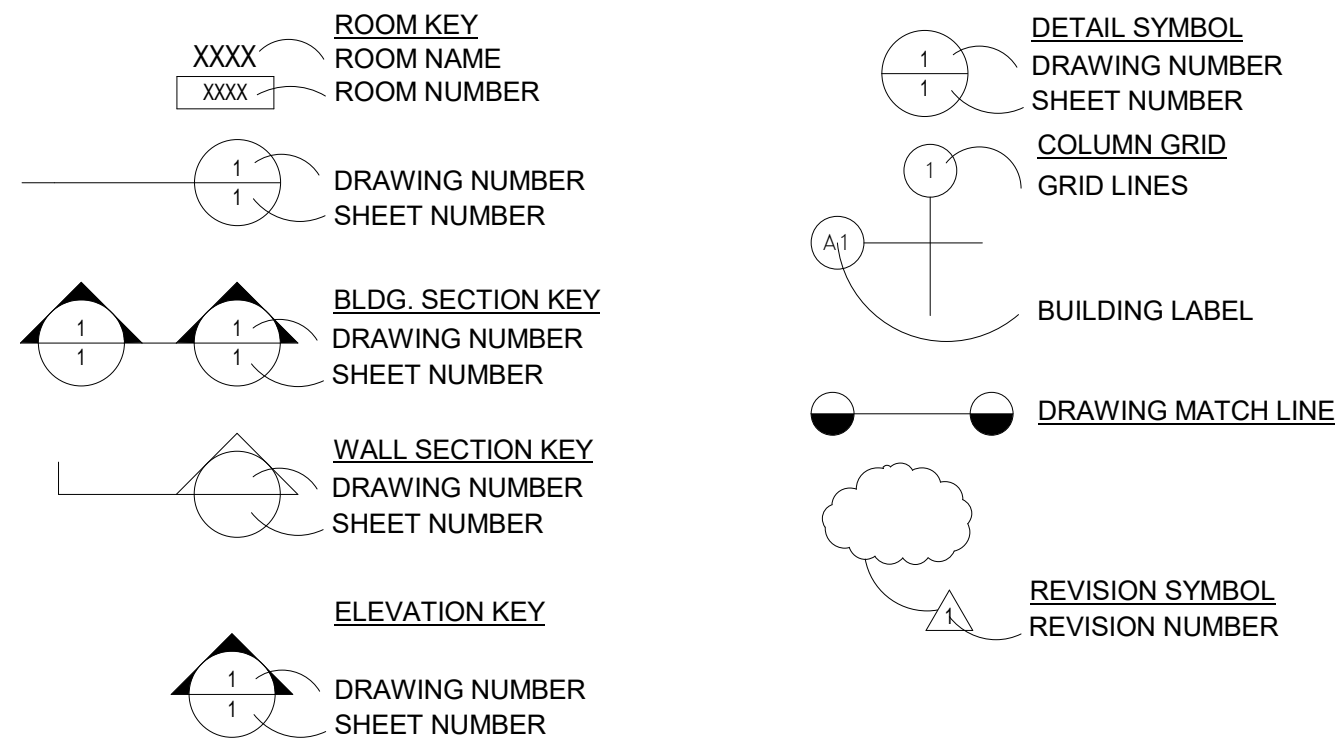 ROOM KEY
XXXX ROOM NAME
XXXX ROOM NUMBER
1 DRAWING NUMBER
1 SHEET NUMBER
BLDG. SECTION KEY
1 1 DRAWING NUMBER
1 1 SHEET NUMBER
WALL SECTION KEY
DRAWING NUMBER
SHEET NUMBER
ELEVATION KEY
1 DRAWING NUMBER
1 SHEET NUMBER
DETAIL SYMBOL
1 DRAWING NUMBER
1 SHEET NUMBER
COLUMN GRID
1 GRID LINES
A1
BUILDING LABEL
DRAWING MATCH LINE
REVISION SYMBOL
1 REVISION NUMBER